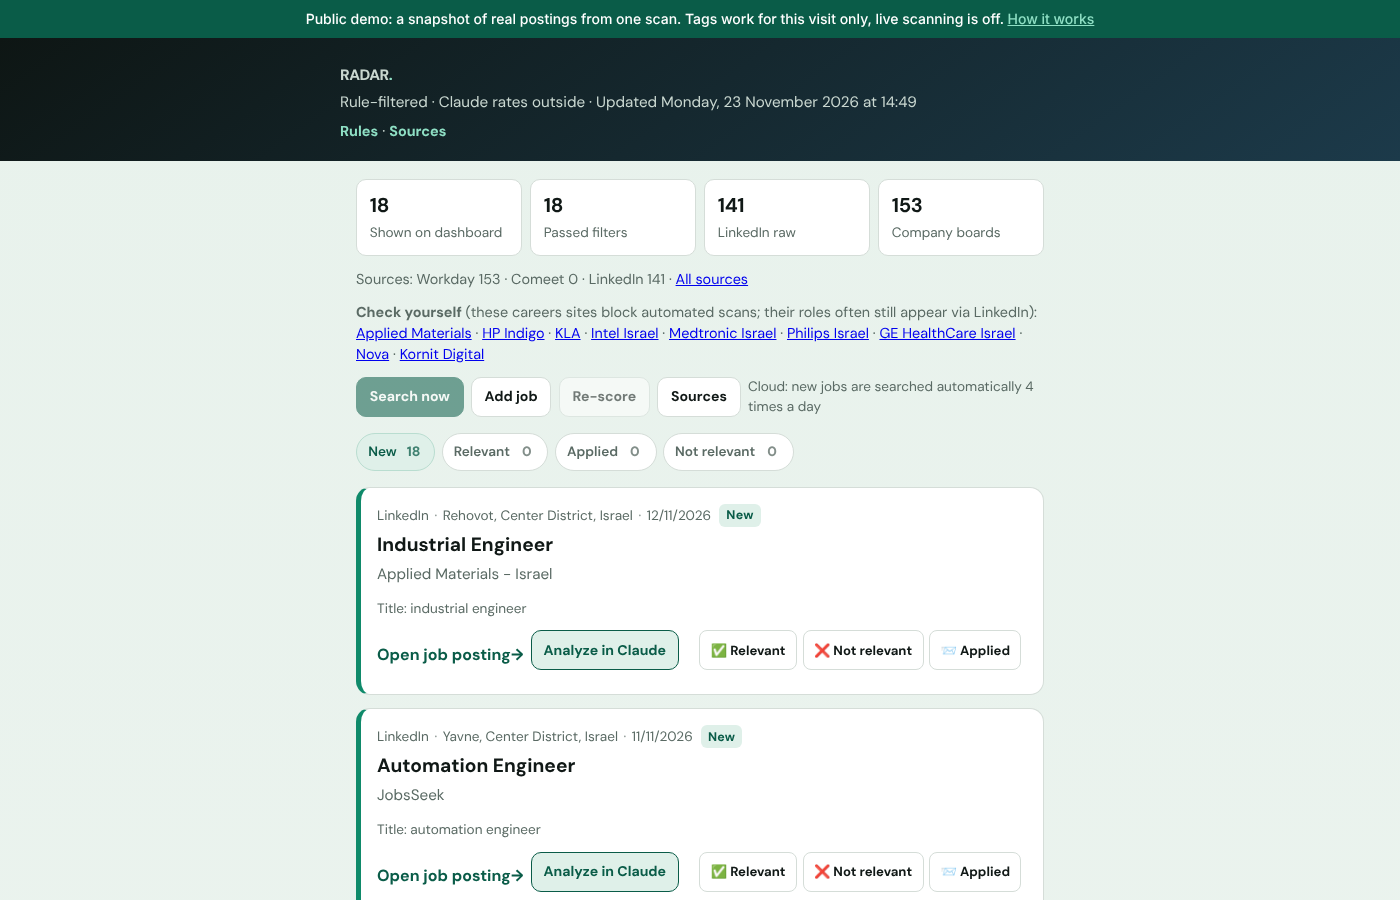 Public demo: a snapshot of real postings from one scan. Tags work for this visit only, live scanning is off. How it works
RADAR.
Rule-filtered · Claude rates outside · Updated Monday, 23 November 2026 at 14:49
Rules · Sources
18
Shown on dashboard
18
Passed filters
141
LinkedIn raw
153
Company boards
Sources: Workday 153 · Comeet 0 · LinkedIn 141 · All sources
Check yourself (these careers sites block automated scans; their roles often still appear via LinkedIn):
Applied Materials · HP Indigo · KLA · Intel Israel · Medtronic Israel · Philips Israel · GE HealthCare Israel ·
Nova · Kornit Digital
Search now
Add job
Re-score
Sources
Cloud: new jobs are searched automatically 4
times a day
New 18
Relevant 0
Applied 0
Not relevant 0
LinkedIn · Rehovot, Center District, Israel · 12/11/2026 New
Industrial Engineer
Applied Materials - Israel
Title: industrial engineer
Open job posting→
Analyze in Claude
✅ Relevant
❌ Not relevant
📨 Applied
LinkedIn · Yavne, Center District, Israel · 11/11/2026 New
Automation Engineer
JobsSeek
Title: automation engineer
Open job posting→
Analyze in Claude
✅ Relevant
❌ Not relevant
📨 Applied